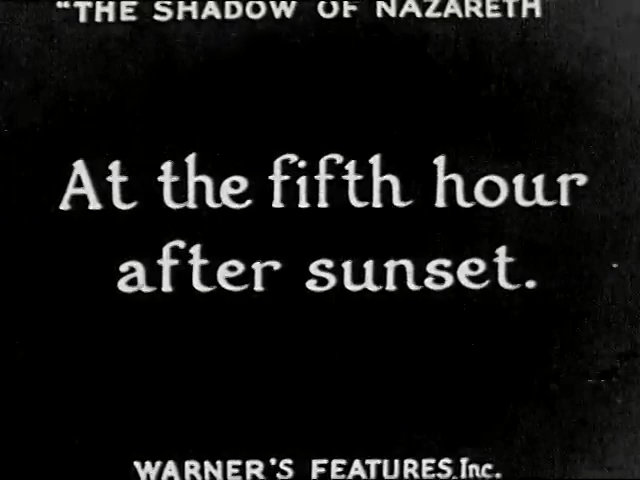 "THE SHADOW OF NAZARETH
At the fifth hour
after sunset.
WARNER'S FEATURES, Inc.